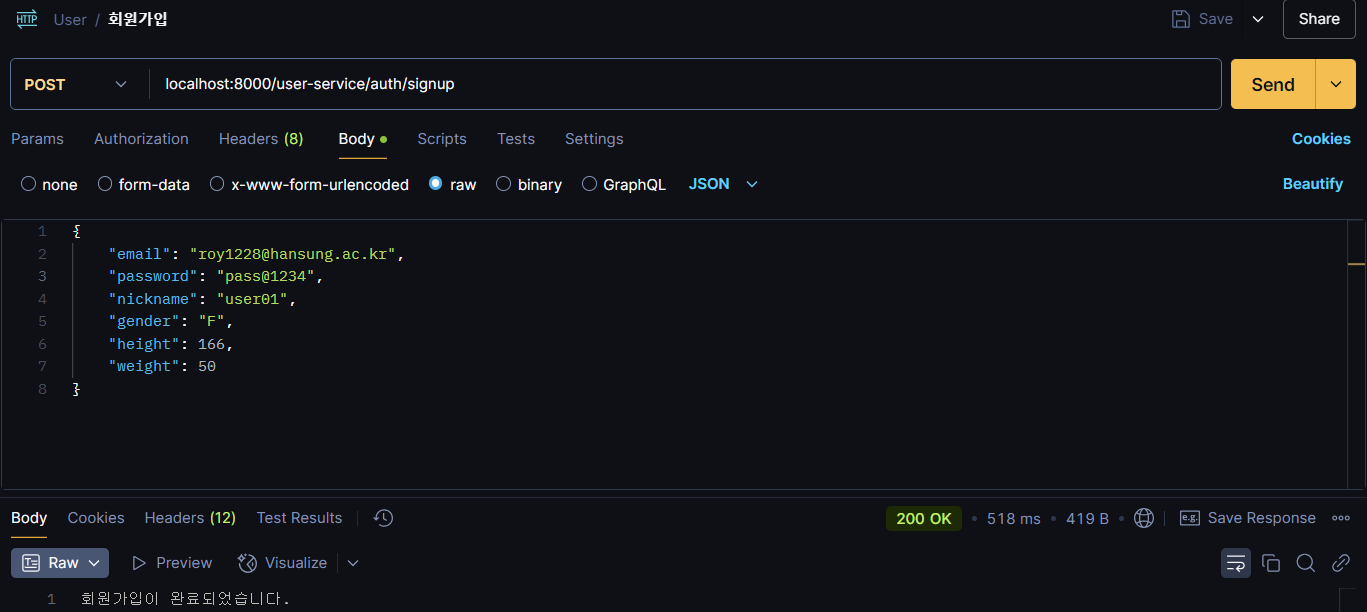 HTTP User / 회원가입 Save Share
POST localhost:8000/user-service/auth/signup Send
Params Authorization Headers (8) Body Scripts Tests Settings Cookies
none form-data x-www-form-urlencoded raw binary GraphQL JSON Beautify
1 {
2 "email": "roy1228@hansung.ac.kr",
3 "password": "pass@1234",
4 "nickname": "user01",
5 "gender": "F",
6 "height": 166,
7 "weight": 50
8 }
Body Cookies Headers (12) Test Results 200 OK • 518 ms • 419 B • e.g. Save Response
Raw Preview Visualize
1 회원가입이 완료되었습니다.